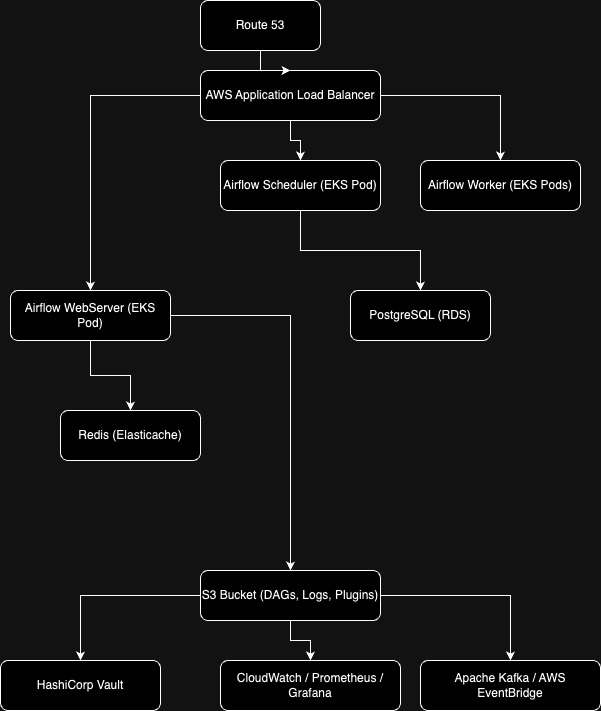 Route 53
AWS Application Load Balancer
Airflow Scheduler (EKS Pod)
Airflow Worker (EKS Pods)
Airflow WebServer (EKS
Pod)
PostgreSQL (RDS)
Redis (Elasticache)
S3 Bucket (DAGs, Logs, Plugins)
HashiCorp Vault
CloudWatch / Prometheus /
Grafana
Apache Kafka / AWS
EventBridge